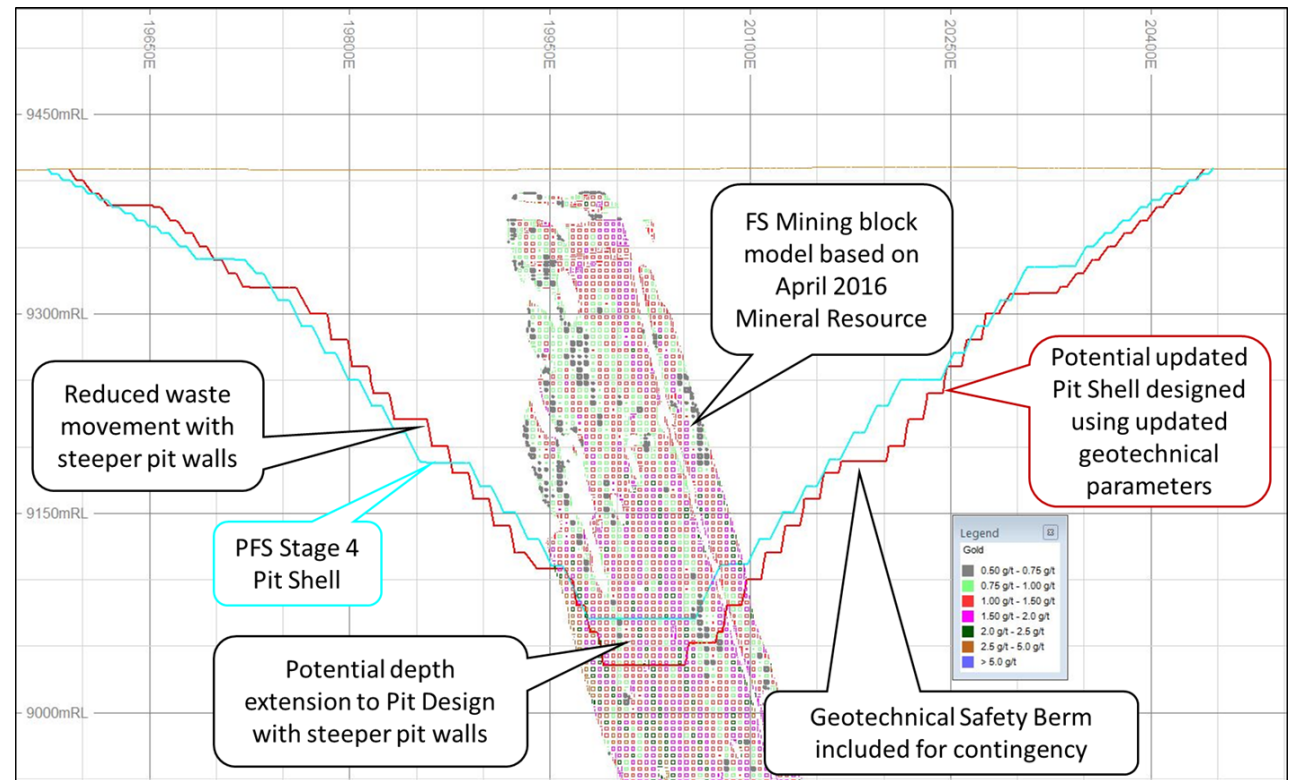 19650E
19800E
19950E
20100E
20250E
20400E
9450mRL
9300mRL
9150mRL
9000mRL
FS Mining block
model based on
April 2016
Mineral Resource
Potential updated
Pit Shell designed
using updated
geotechnical
parameters
Reduced waste
movement with
steeper pit walls
PFS Stage 4
Pit Shell
Potential depth
extension to Pit Design
with steeper pit walls
Geotechnical Safety Berm
included for contingency
Legend
Gold
0.50 g/t - 0.75 g/t
0.75 g/t - 1.00 g/t
1.00 g/t - 1.50 g/t
1.50 g/t - 2.0 g/t
2.0 g/t - 2.5 g/t
2.5 g/t - 5.0 g/t
> 5.0 g/t